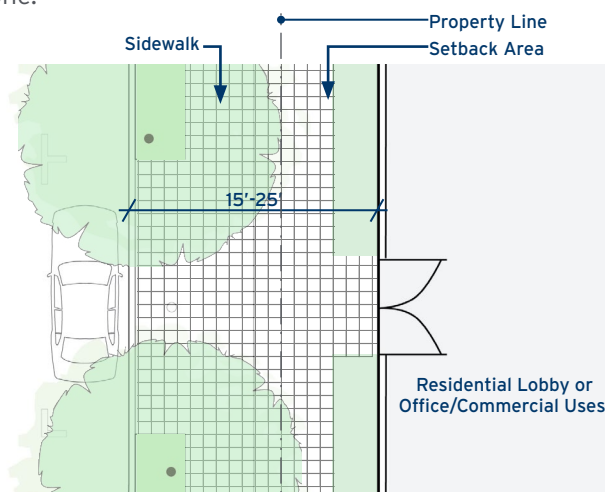 Property Line
Sidewalk
Setback Area
15'-25'
Residential Lobby or
Office/Commercial Uses